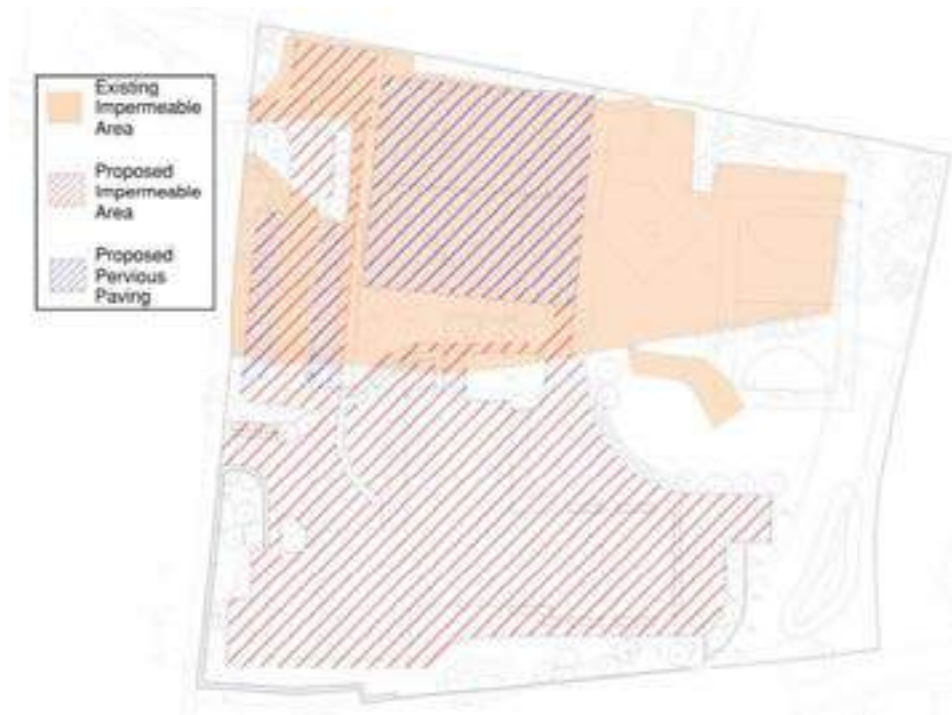 Existing
Impermeable
Area
Proposed
Impermeable
Area
Proposed
Pervious
Paving